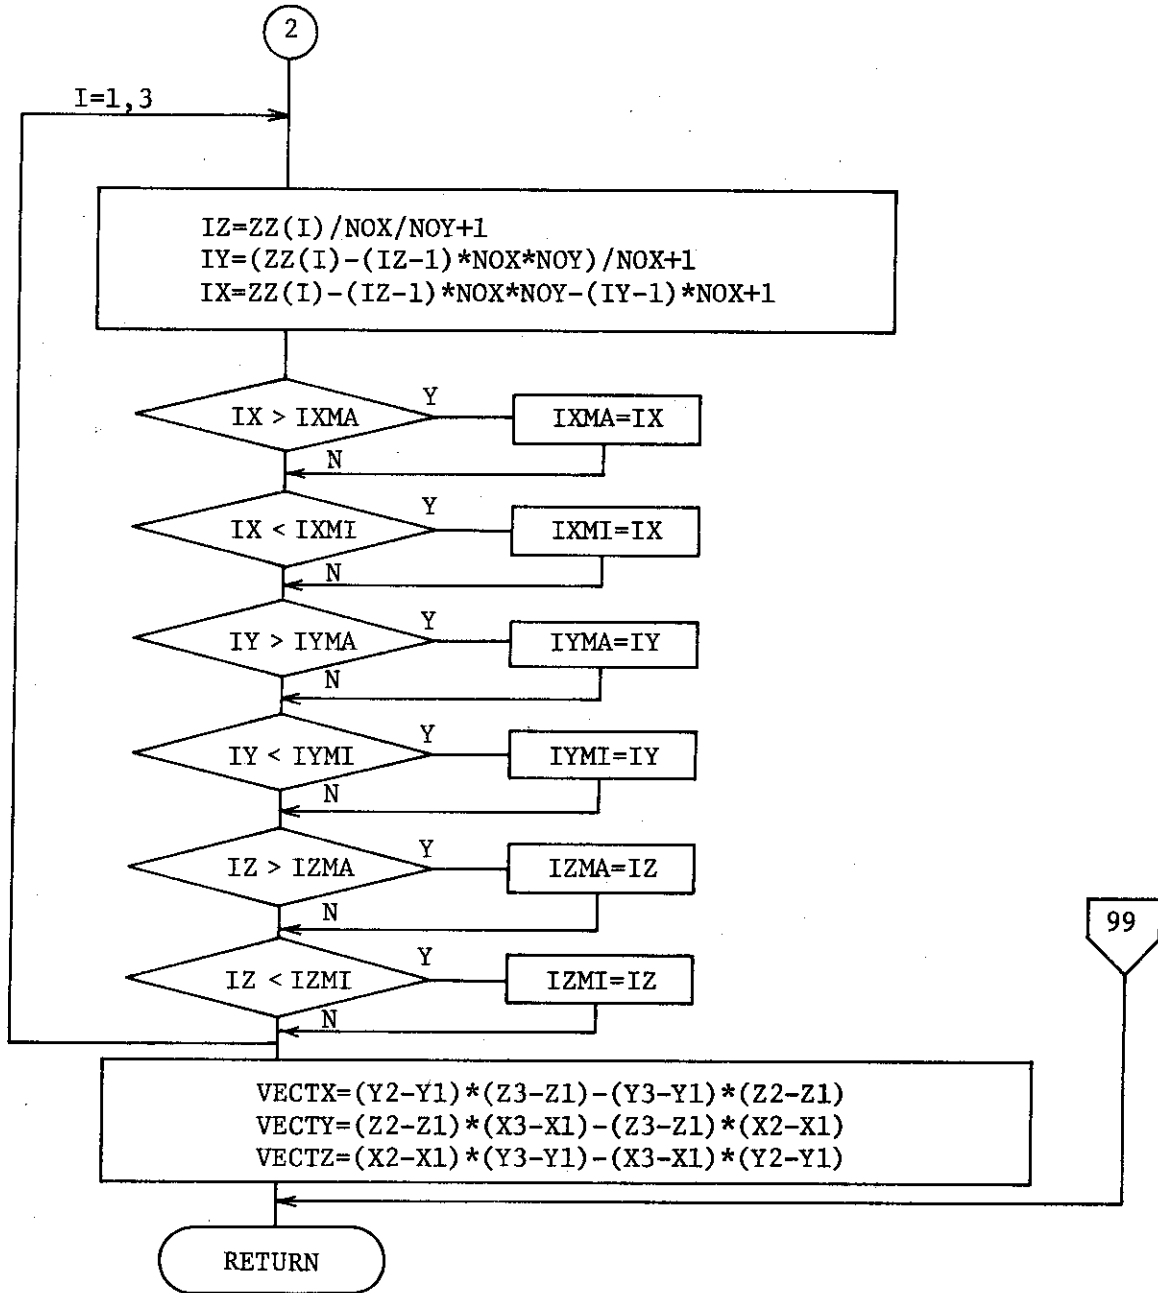 2
I=1,3
IZ=ZZ(I)/NOX/NOY+1
IY=(ZZ(I)-(IZ-1)*NOX*NOY)/NOX+1
IX=ZZ(I)-(IZ-1)*NOX*NOY-(IY-1)*NOX+1
IX > IXMA
Y
IXMA=IX
N
IX < IXMI
Y
IXMI=IX
N
IY > IYMA
Y
IYMA=IY
N
IY < IYMI
Y
IYMI=IY
N
IZ > IZMA
Y
IZMA=IZ
N
99
IZ < IZMI
Y
IZMI=IZ
N
VECTX=(Y2-Y1)*(Z3-Z1)-(Y3-Y1)*(Z2-Z1)
VECTY=(Z2-Z1)*(X3-X1)-(Z3-Z1)*(X2-X1)
VECTZ=(X2-X1)*(Y3-Y1)-(X3-X1)*(Y2-Y1)
RETURN